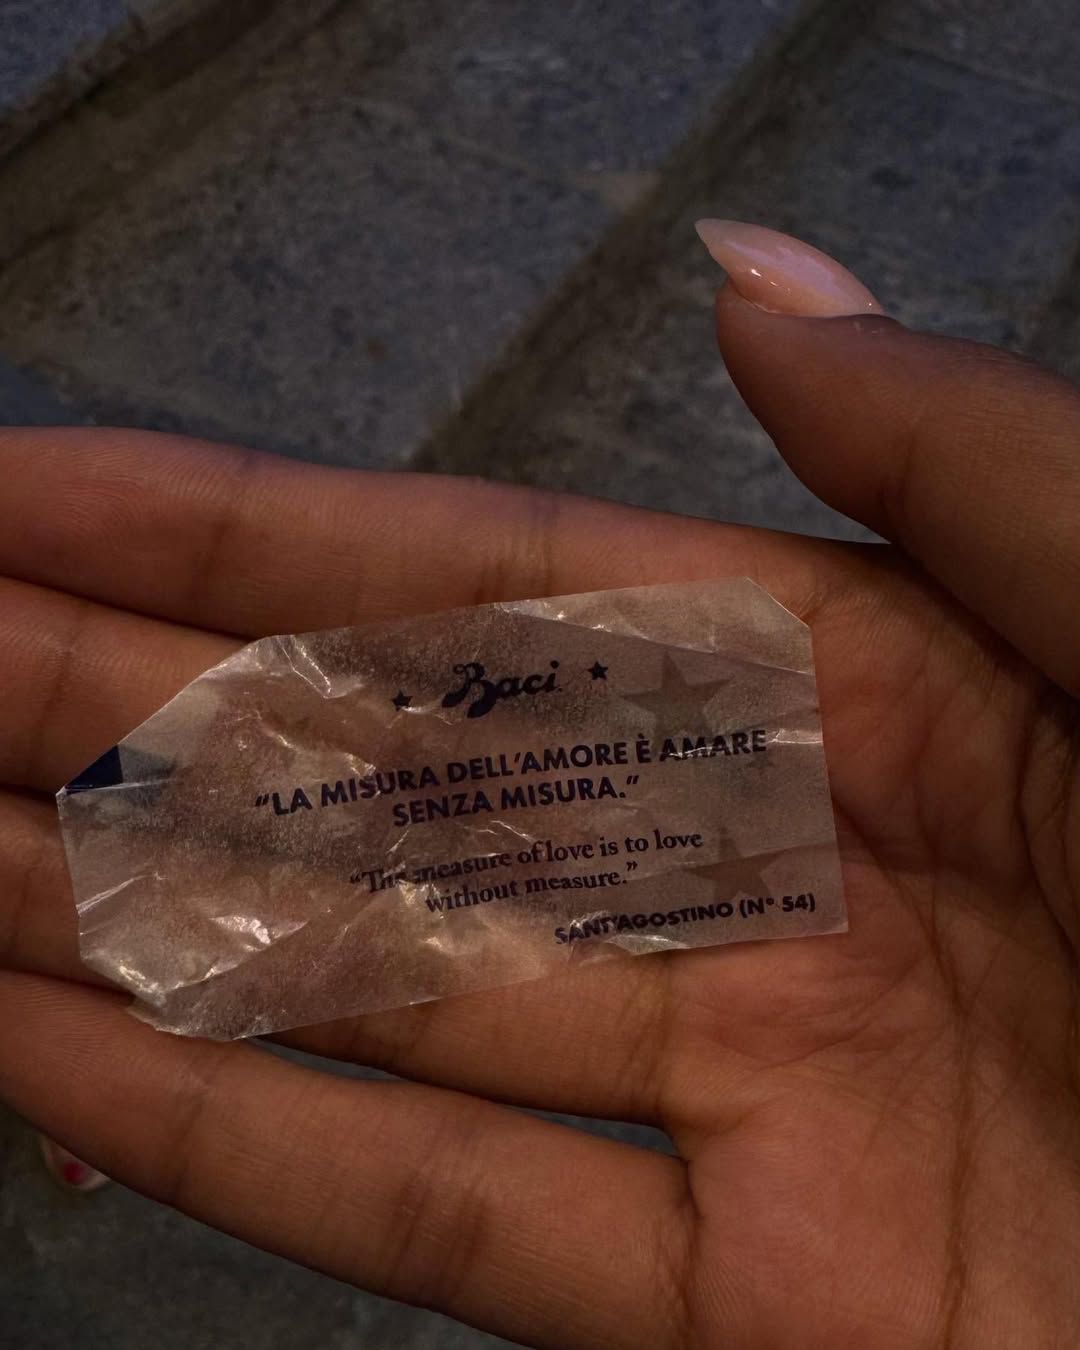 Baci
"LA MISURA DELL'AMORE È AMARE
SENZA MISURA."
"The measure of love is to love
without measure."
SANT'AGOSTINO (N° 54)